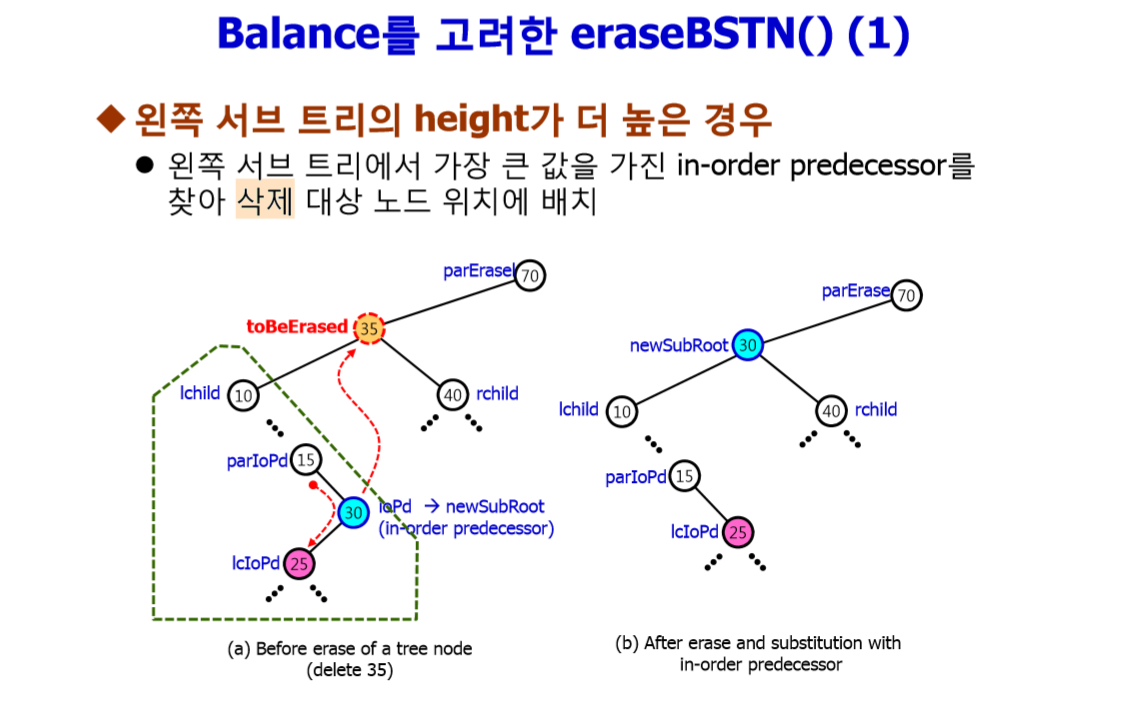 Balance를 고려한 eraseBSTN() (1)
◆ 왼쪽 서브 트리의 height가 더 높은 경우
● 왼쪽 서브 트리에서 가장 큰 값을 가진 in-order predecessor를
찾아 삭제 대상 노드 위치에 배치
parErasel 70
toBeErased 35
lchild 10
40 rchild
parIoPd 15
30 ioPd → newSubRoot
(in-order predecessor)
lcIoPd 25
(a) Before erase of a tree node
(delete 35)
parErase 70
newSubRoot 30
lchild 10
40 rchild
parIoPd 15
lcIoPd 25
(b) After erase and substitution with
in-order predecessor